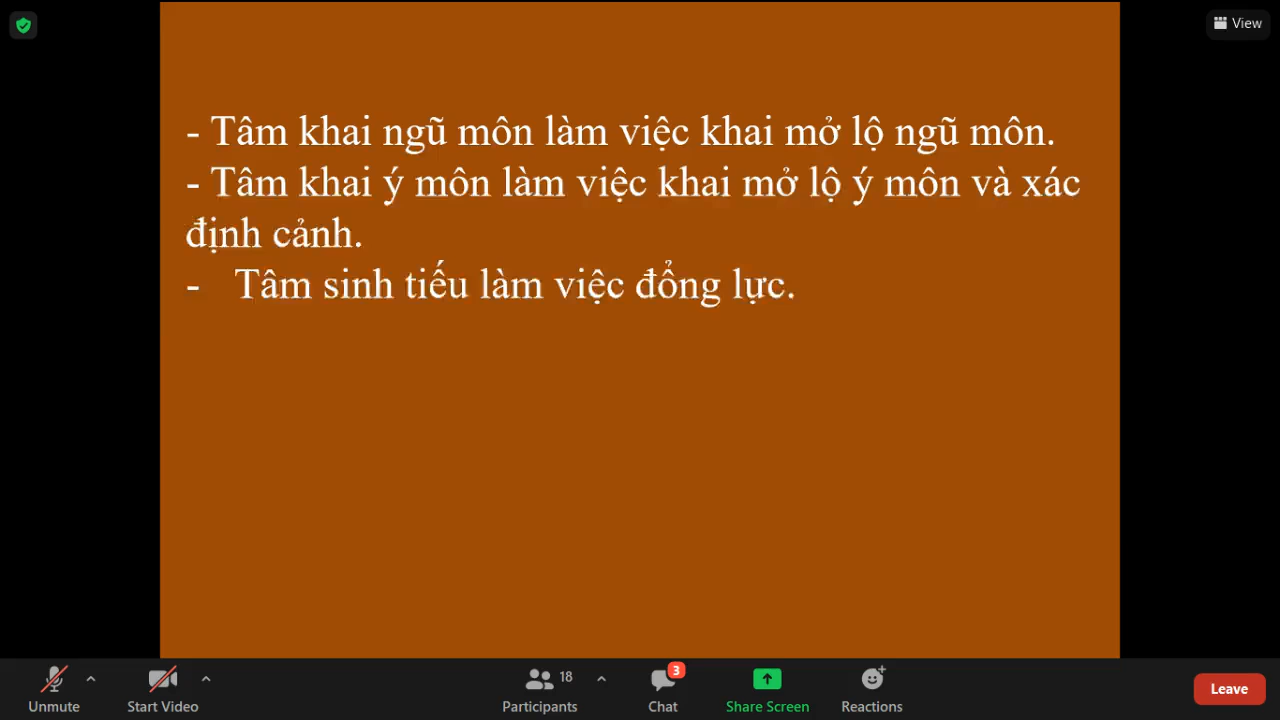 View
- Tâm khai ngũ môn làm việc khai mở lộ ngũ môn.
- Tâm khai ý môn làm việc khai mở lộ ý môn và xác
định cảnh.
- Tâm sinh tiếu làm việc đổng lực.
Unmute
Start Video
Participants
18
Chat
3
Share Screen
Reactions
Leave